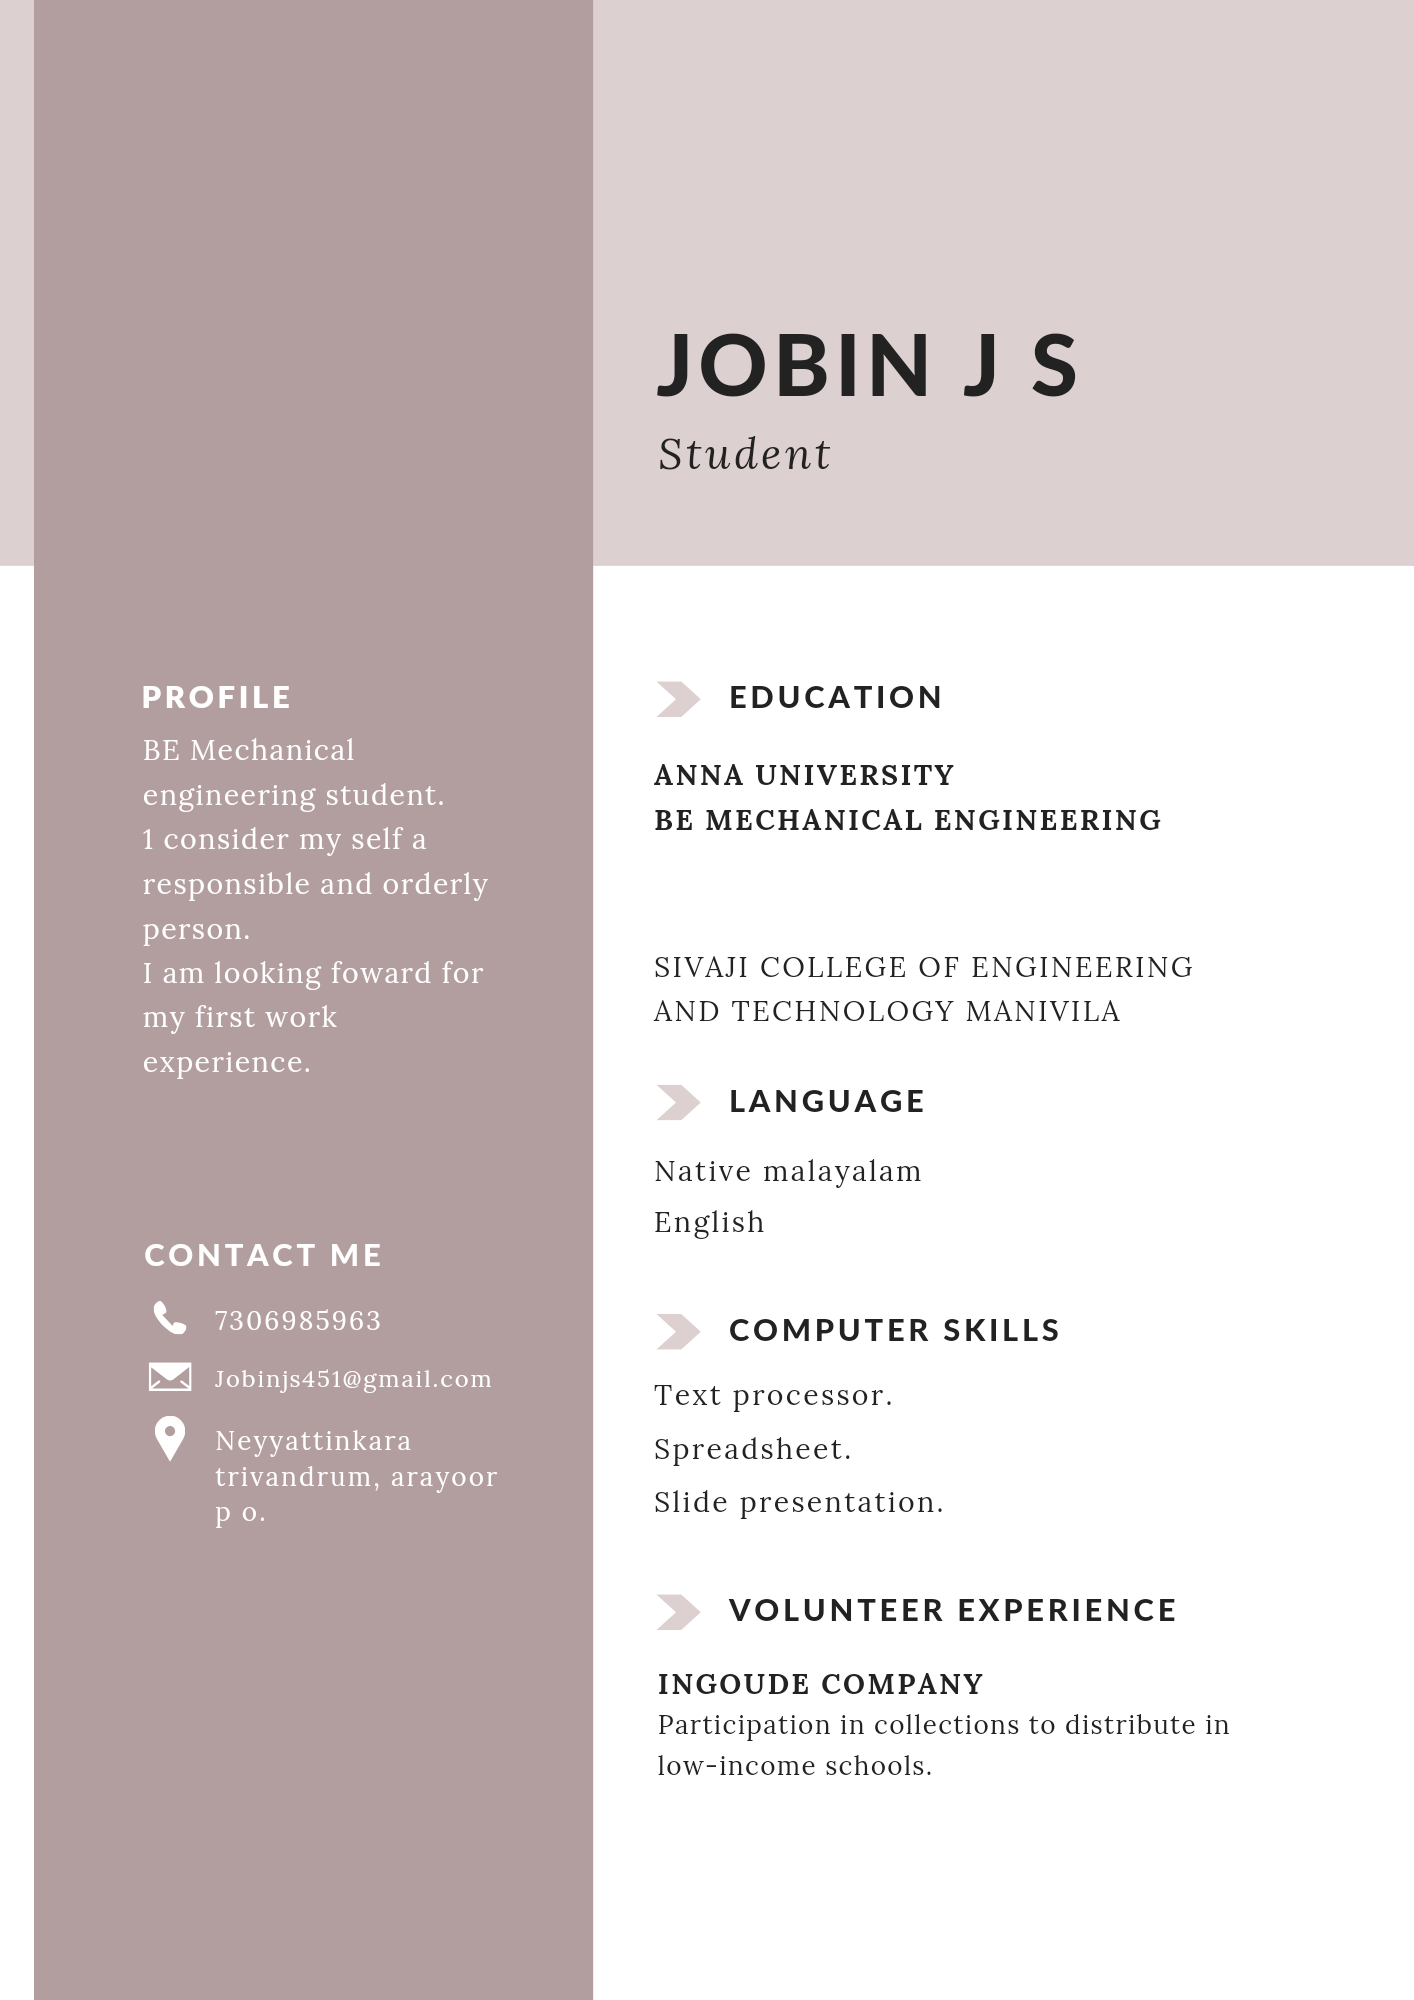 JOBIN J S
Student
PROFILE
BE Mechanical
engineering student.
1 consider my self a
responsible and orderly
person.
I am looking foward for
my first work
experience.
CONTACT ME
7306985963
Jobinjs451@gmail.com
Neyyattinkara
trivandrum, arayoor
p o.
EDUCATION
ANNA UNIVERSITY
BE MECHANICAL ENGINEERING
SIVAJI COLLEGE OF ENGINEERING
AND TECHNOLOGY MANIVILA
LANGUAGE
Native malayalam
English
COMPUTER SKILLS
Text processor.
Spreadsheet.
Slide presentation.
VOLUNTEER EXPERIENCE
INGOUDE COMPANY
Participation in collections to distribute in
low-income schools.